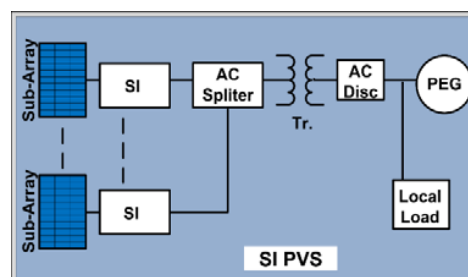 Sub-Array
SI
AC
Spliter
Tr.
AC
Disc
PEG
Sub-Array
SI
Local
Load
SI PVS